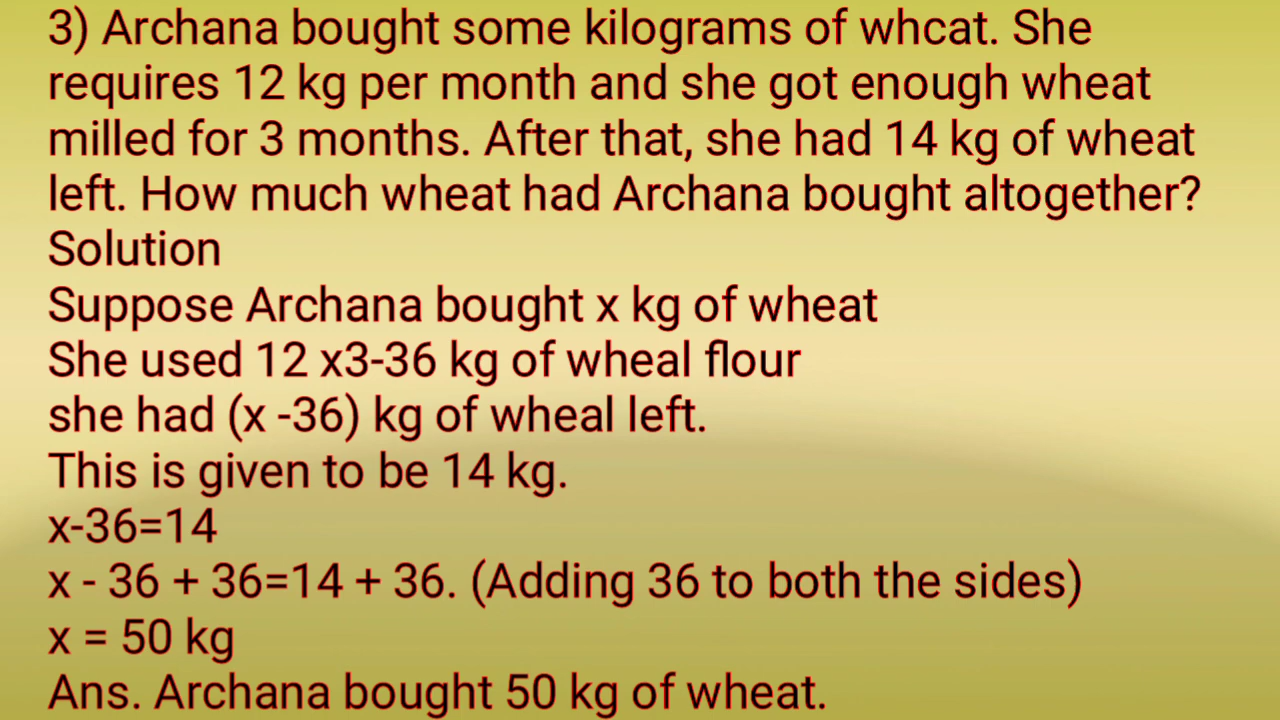 3) Archana bought some kilograms of whcat. She
requires 12 kg per month and she got enough wheat
milled for 3 months. After that, she had 14 kg of wheat
left. How much wheat had Archana bought altogether?
Solution
Suppose Archana bought x kg of wheat
She used 12 x3-36 kg of wheal flour
she had (x -36) kg of wheal left.
This is given to be 14 kg.
x-36=14
x - 36 + 36=14 + 36. (Adding 36 to both the sides)
x = 50 kg
Ans. Archana bought 50 kg of wheat.